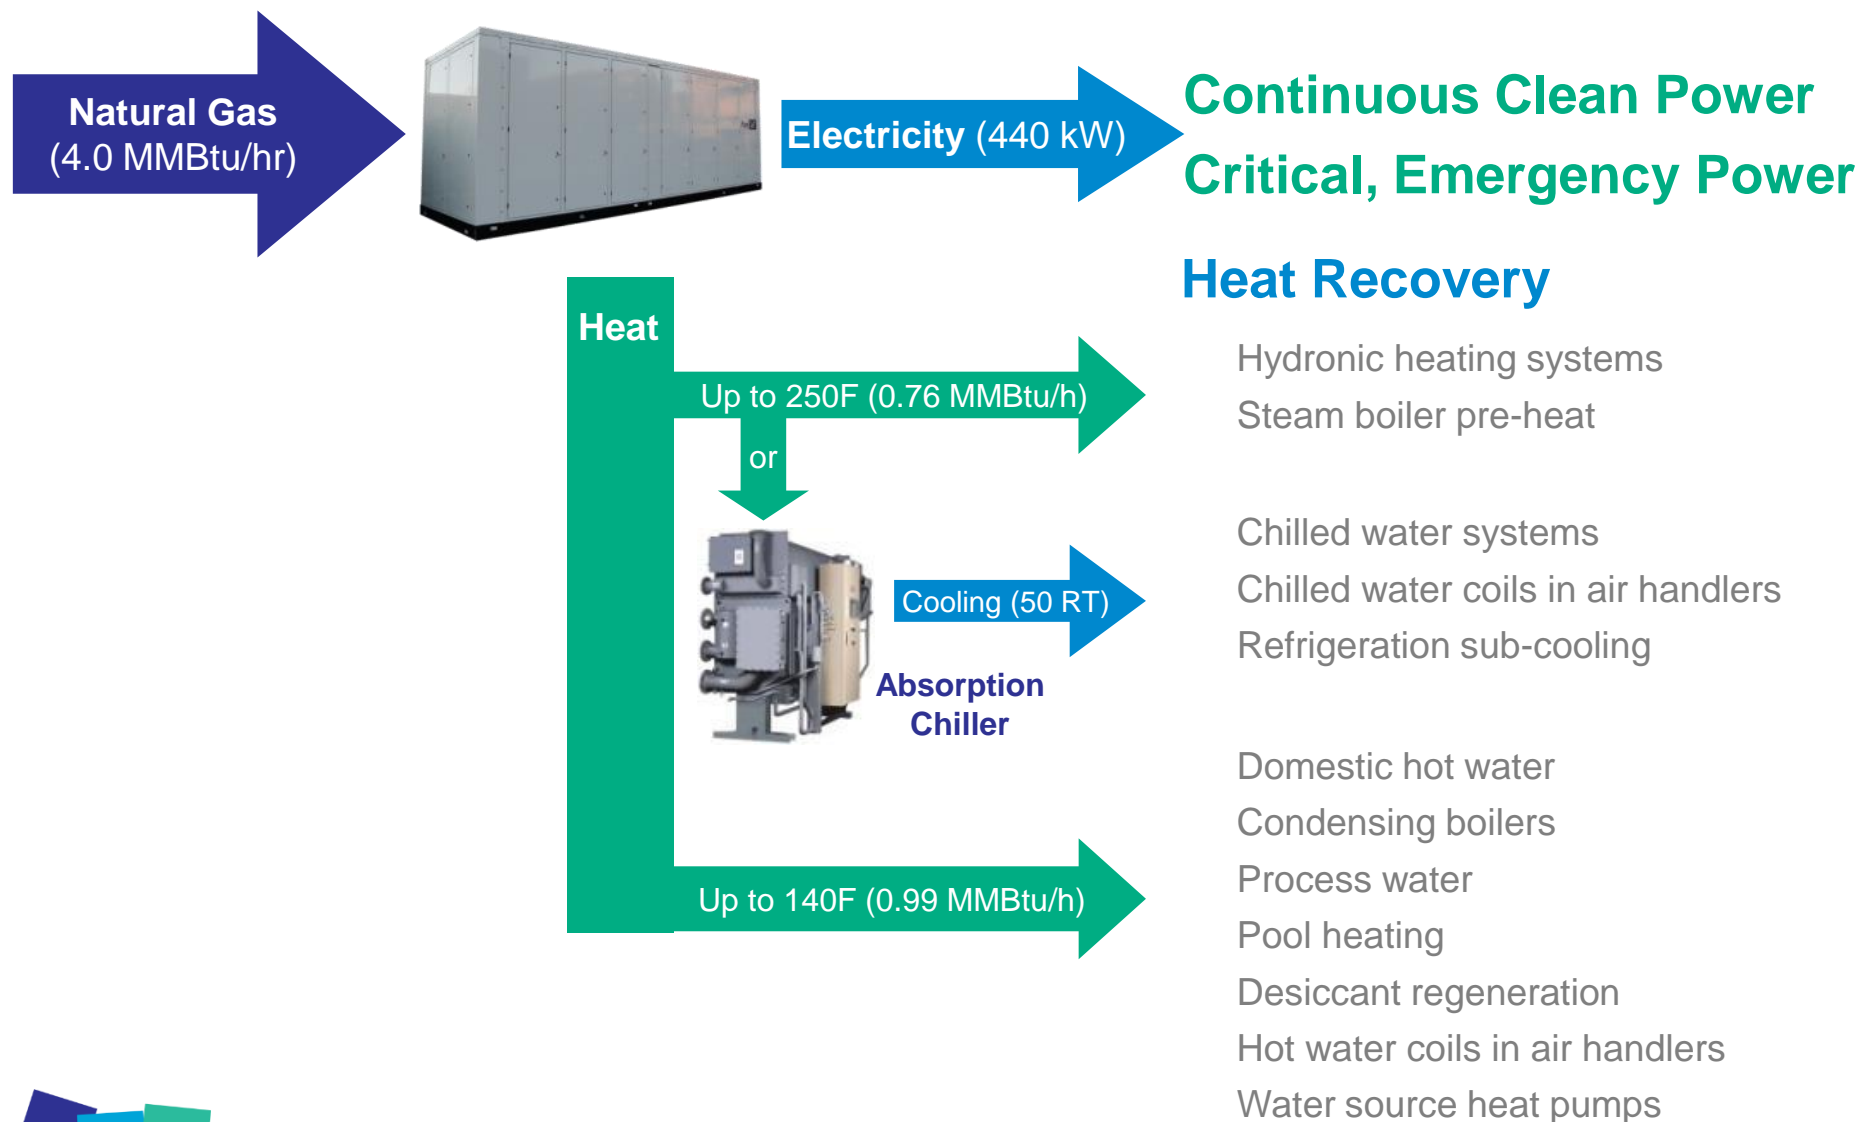 Natural Gas
(4.0 MMBtu/hr)
Electricity (440 kW)
Continuous Clean Power
Critical, Emergency Power
Heat Recovery
Heat
Up to 250F (0.76 MMBtu/h)
or
Hydronic heating systems
Steam boiler pre-heat
Cooling (50 RT)
Absorption
Chiller
Chilled water systems
Chilled water coils in air handlers
Refrigeration sub-cooling
Up to 140F (0.99 MMBtu/h)
Domestic hot water
Condensing boilers
Process water
Pool heating
Desiccant regeneration
Hot water coils in air handlers
Water source heat pumps